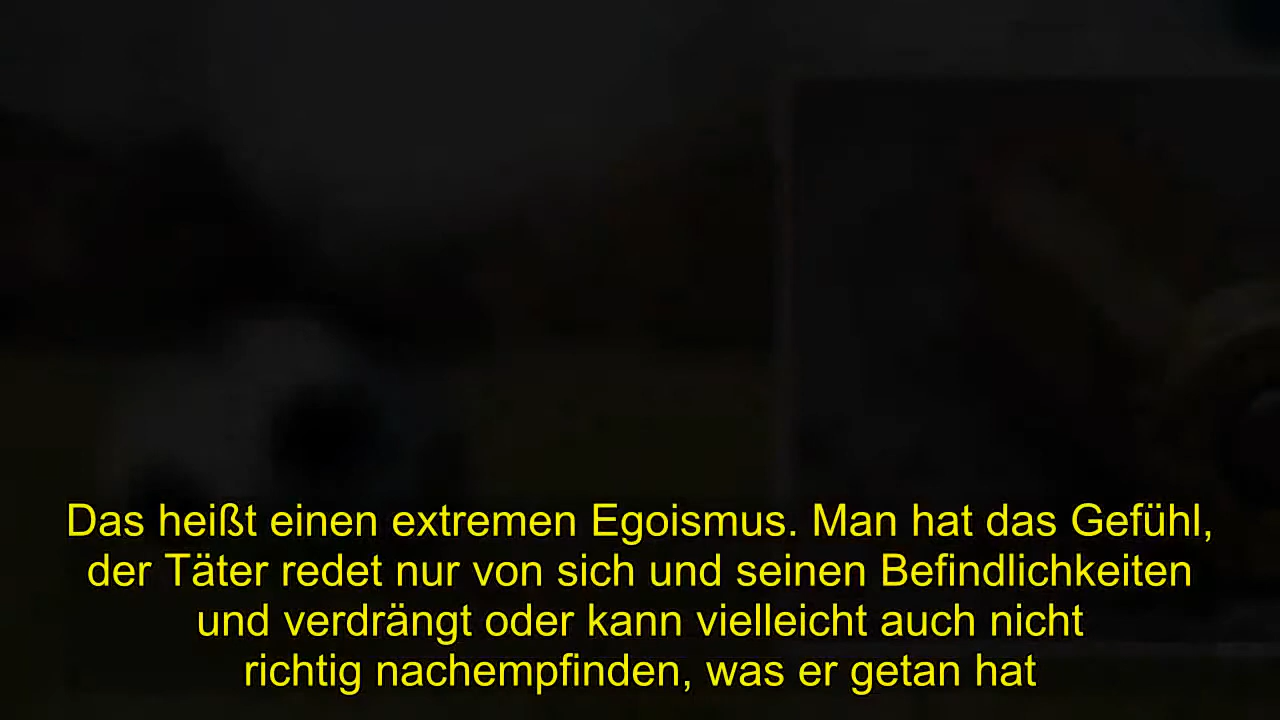 Das heißt einen extremen Egoismus. Man hat das Gefühl,
der Täter redet nur von sich und seinen Befindlichkeiten
und verdrängt oder kann vielleicht auch nicht
richtig nachempfinden, was er getan hat